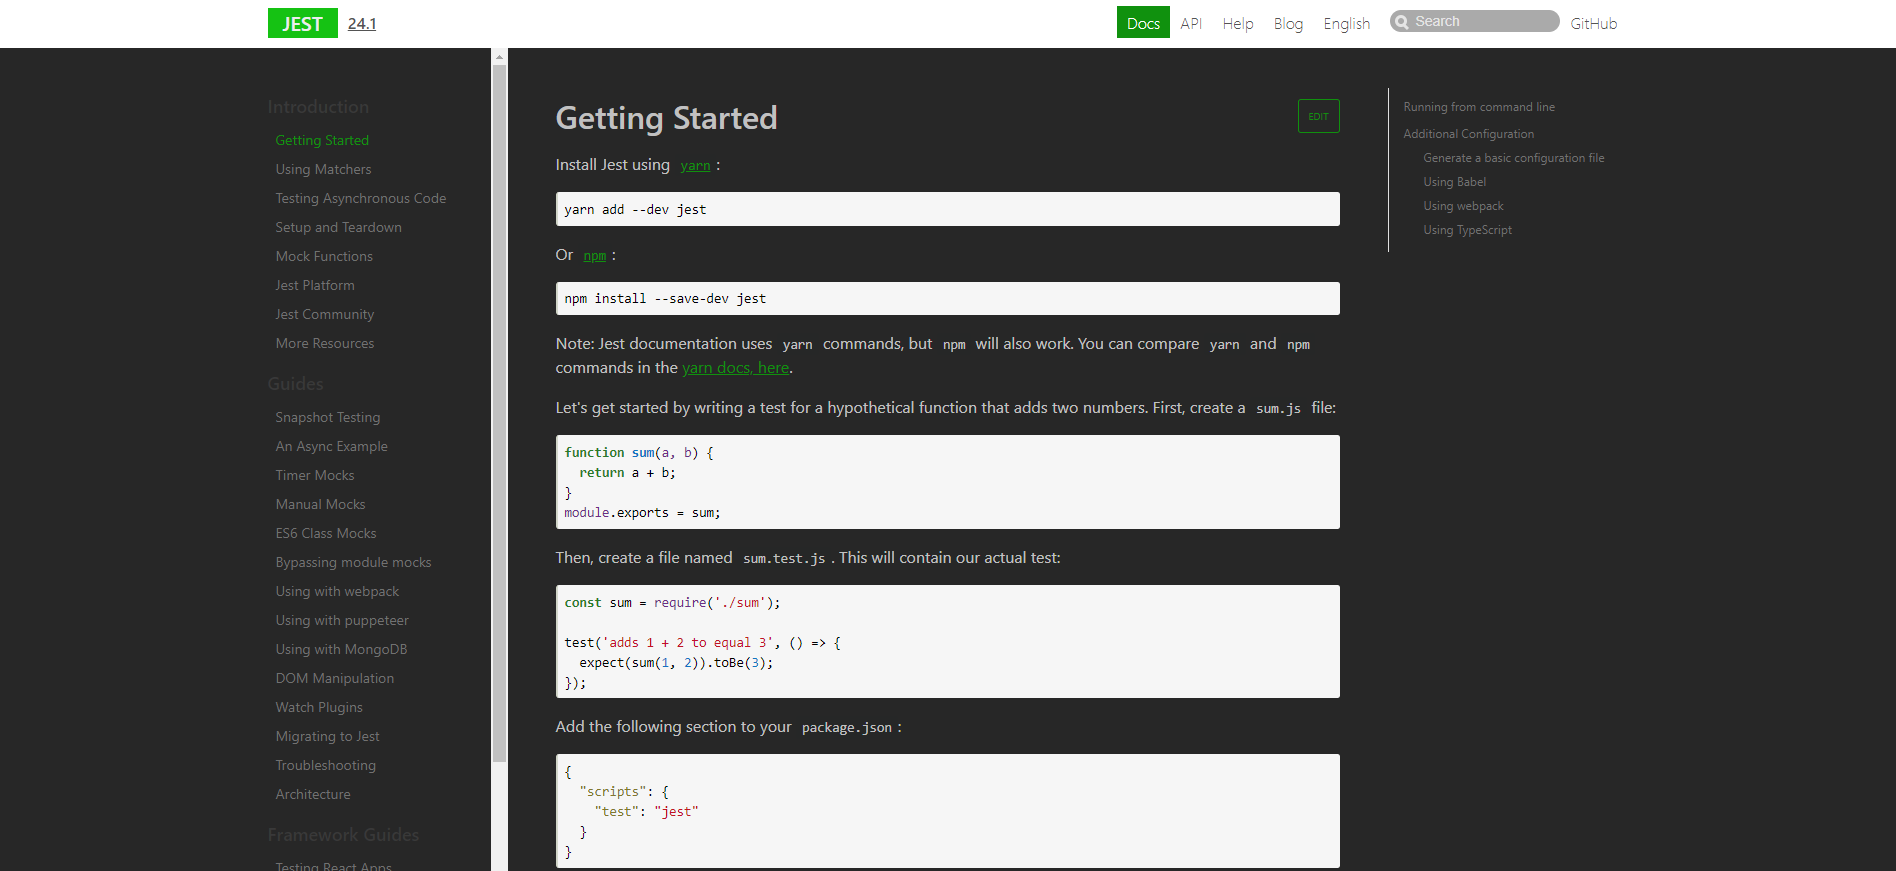 JEST 24.1 Docs API Help Blog English Search GitHub
Introduction
Getting Started
Using Matchers
Testing Asynchronous Code
Setup and Teardown
Mock Functions
Jest Platform
Jest Community
More Resources
Guides
Snapshot Testing
An Async Example
Timer Mocks
Manual Mocks
ES6 Class Mocks
Bypassing module mocks
Using with webpack
Using with puppeteer
Using with MongoDB
DOM Manipulation
Watch Plugins
Migrating to Jest
Troubleshooting
Architecture
Framework Guides
Testing React Apps
Getting Started
EDIT
Install Jest using yarn :
yarn add --dev jest
Or npm :
npm install --save-dev jest
Note: Jest documentation uses yarn commands, but npm will also work. You can compare yarn and npm
commands in the yarn docs, here.
Let's get started by writing a test for a hypothetical function that adds two numbers. First, create a sum.js file:
function sum(a, b) {
  return a + b;
}
module.exports = sum;
Then, create a file named sum.test.js . This will contain our actual test:
const sum = require('./sum');
test('adds 1 + 2 to equal 3', () => {
  expect(sum(1, 2)).toBe(3);
});
Add the following section to your package.json :
{
  "scripts": {
    "test": "jest"
  }
}
Running from command line
Additional Configuration
Generate a basic configuration file
Using Babel
Using webpack
Using TypeScript